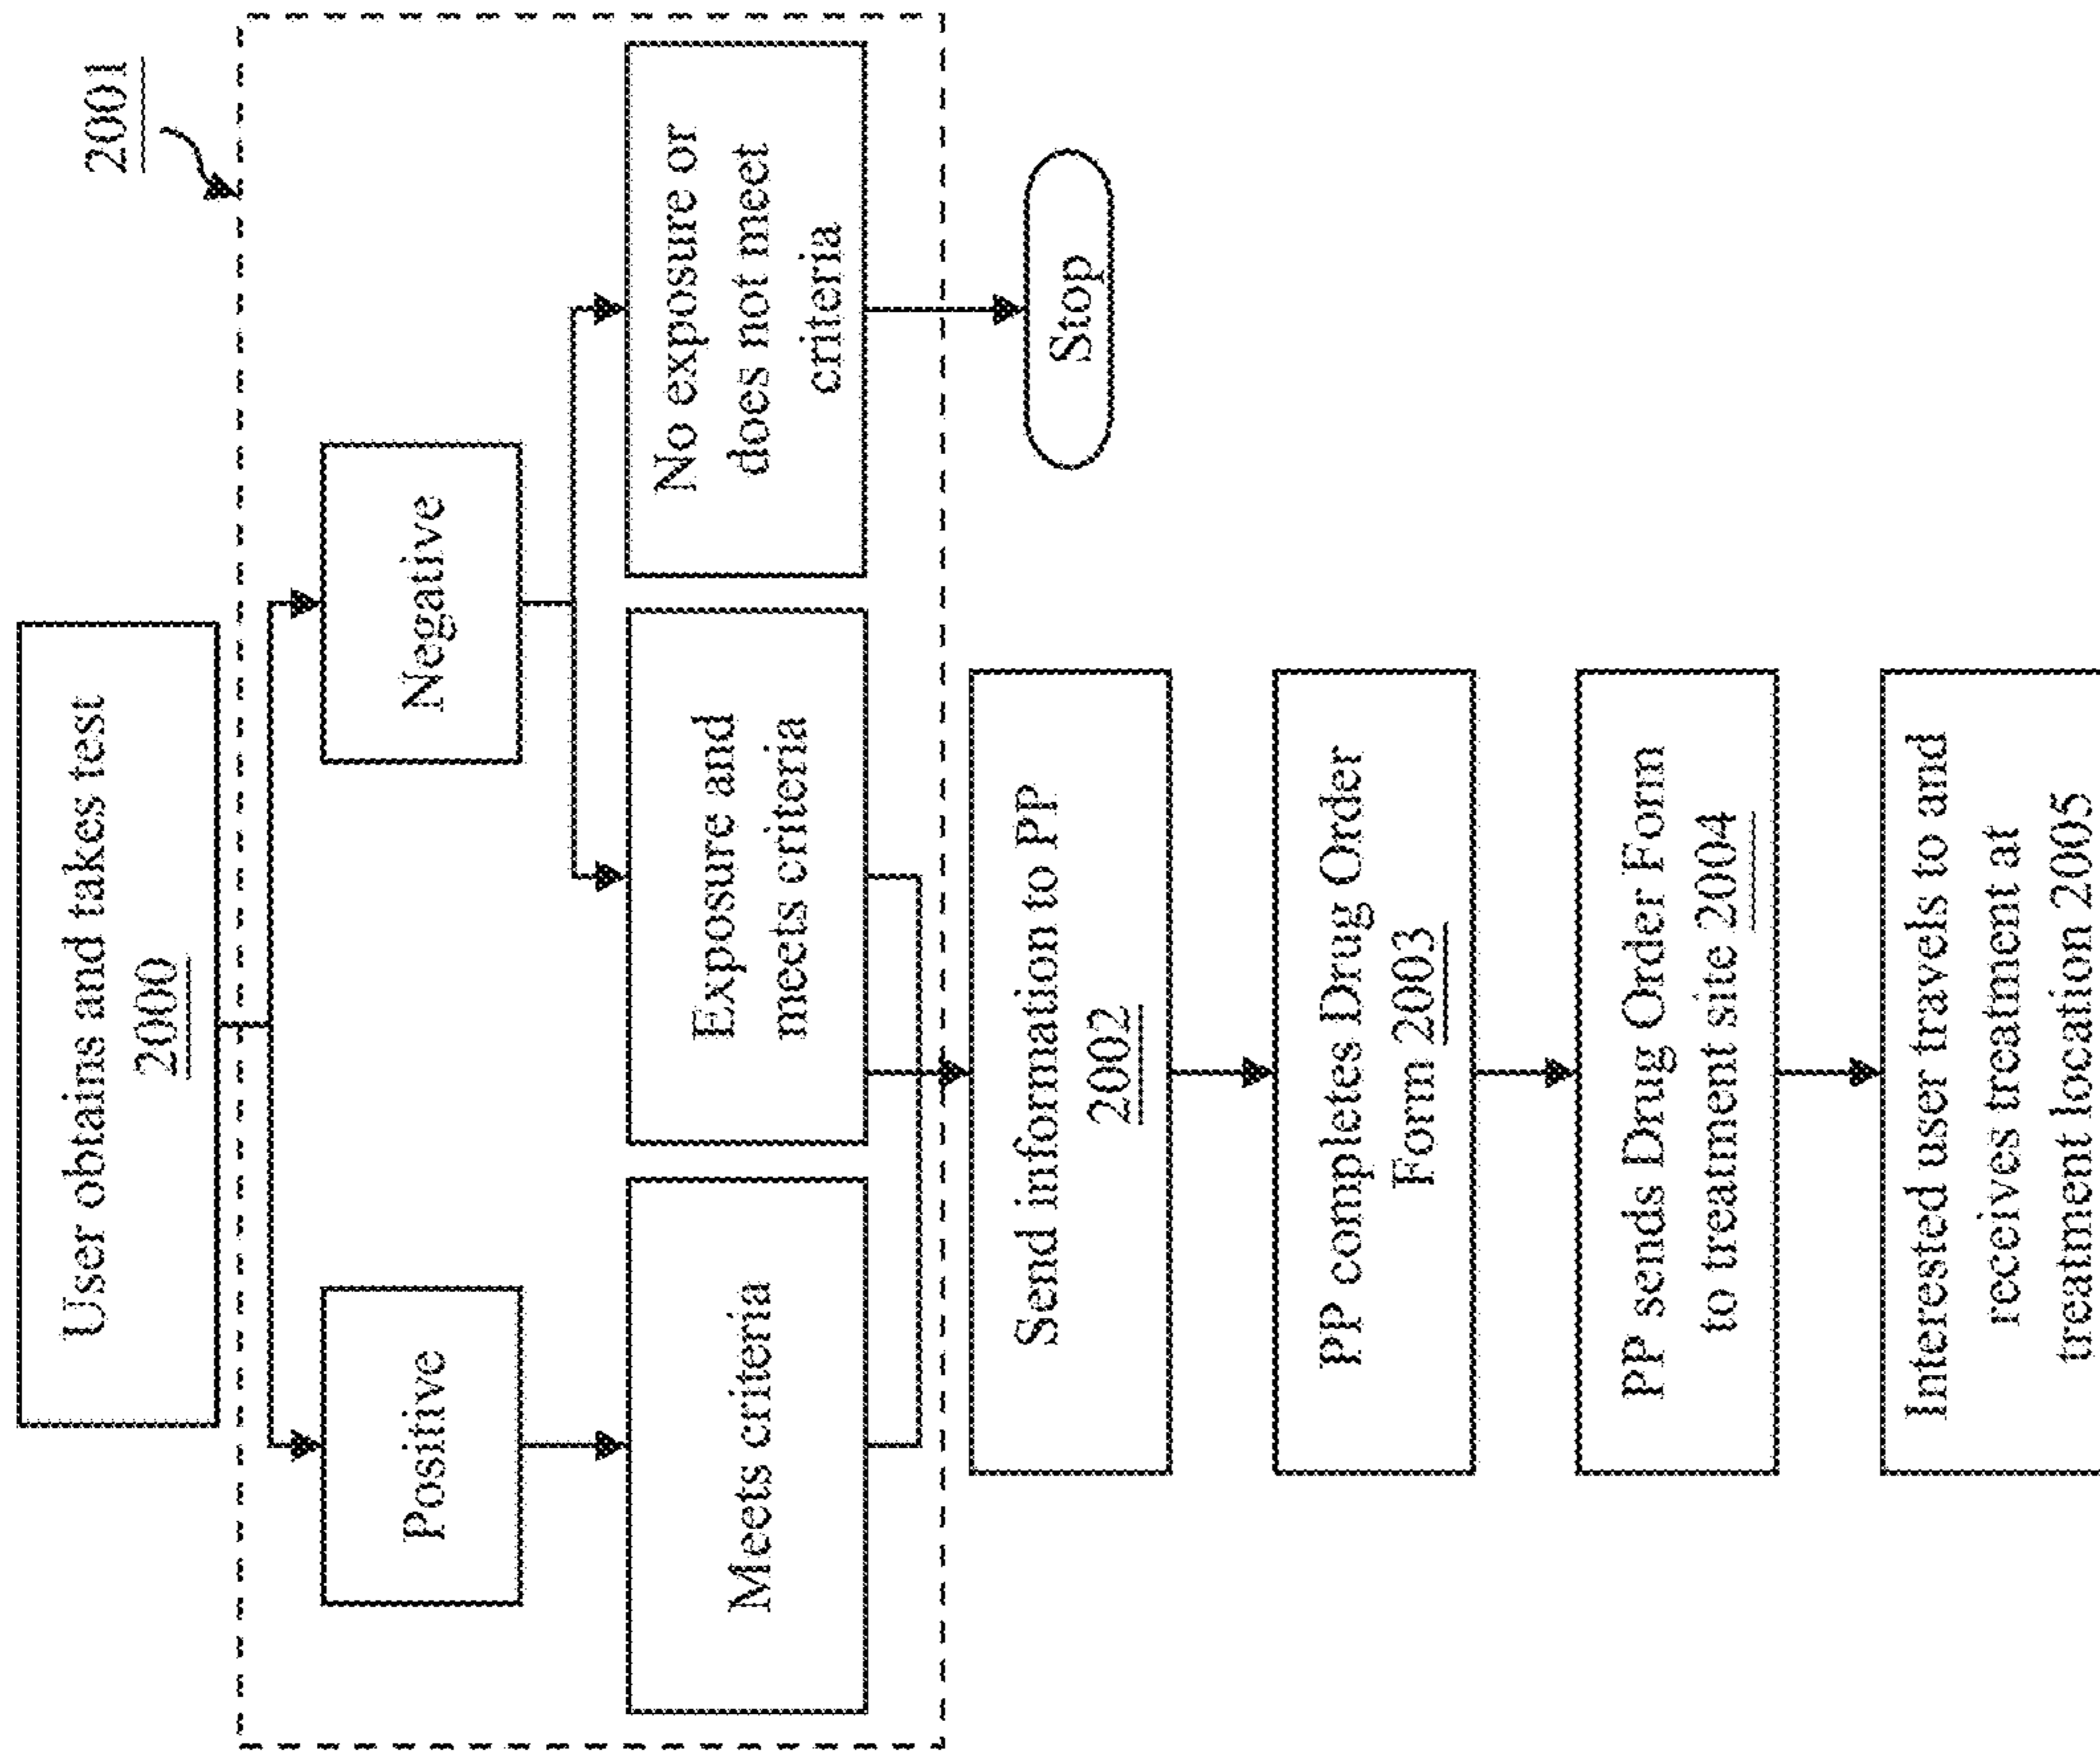 User obtains and takes test
2000
2001
Positive
Negative
Meets criteria
Exposure and
meets criteria
No exposure or
does not meet
criteria
Stop
Send information to PP
2002
PP completes Drug Order
Form 2003
PP sends Drug Order Form
to treatment site 2004
Interested user travels to and
receives treatment at
treatment location 2005